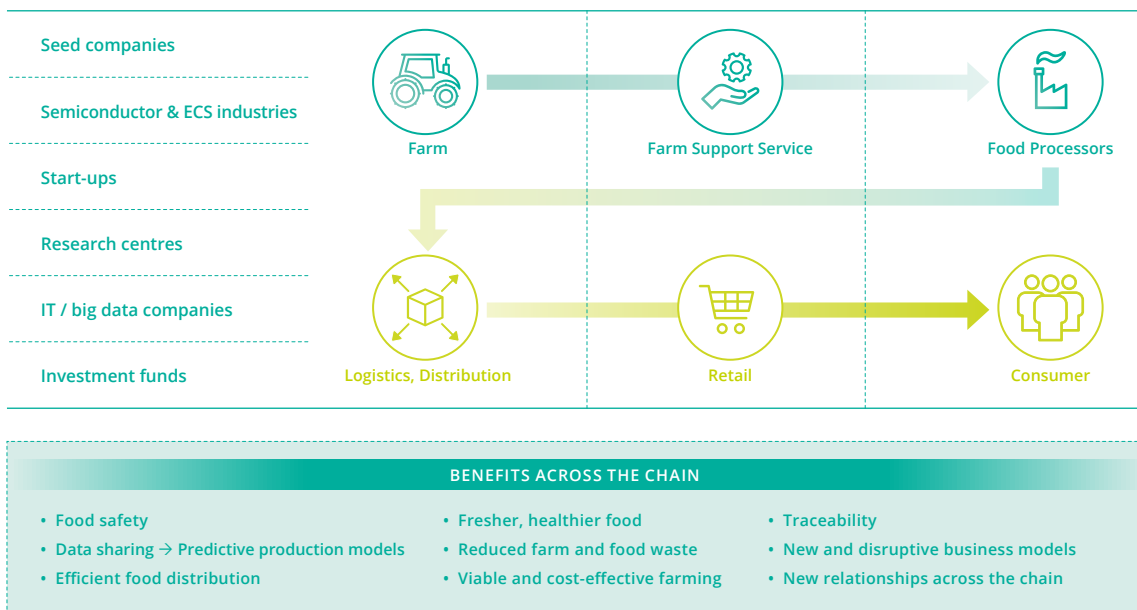 Seed companies
Semiconductor & ECS industries
Start-ups
Research centres
IT / big data companies
Investment funds
Farm
Farm Support Service
Food Processors
Logistics, Distribution
Retail
Consumer
BENEFITS ACROSS THE CHAIN
• Food safety
• Data sharing → Predictive production models
• Efficient food distribution
• Fresher, healthier food
• Reduced farm and food waste
• Viable and cost-effective farming
• Traceability
• New and disruptive business models
• New relationships across the chain